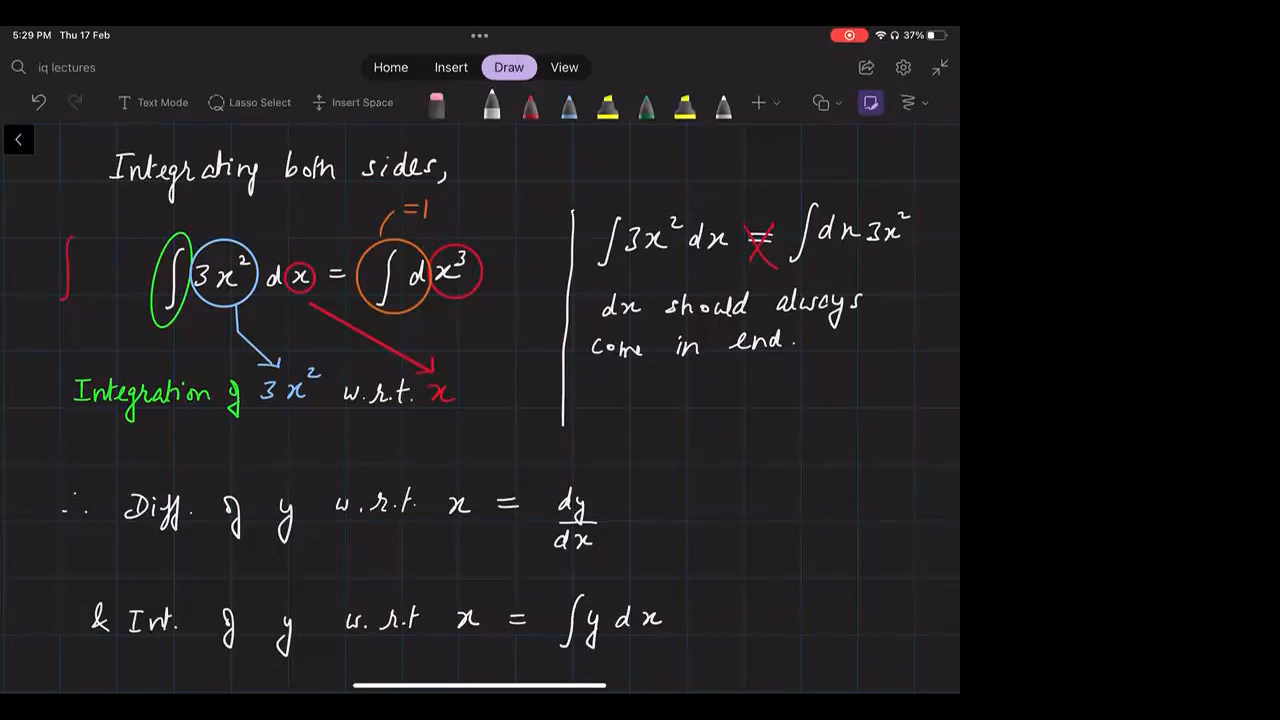 5:29 PM Thu 17 Feb
37%
iq lectures
Home Insert Draw View
Text Mode Lasso Select Insert Space
Integrating both sides,
=1
∫ 3x² dx = ∫ d x³
Integration of 3x² w.r.t. x
∫ 3x² dx = ∫ dx 3x²
dx should always
come in end.
∴ Diff. of y w.r.t. x = dy/dx
& Int. of y w.r.t x = ∫ y dx